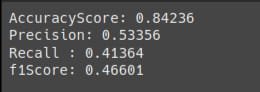 AccuracyScore: 0.84236
Precision: 0.53356
Recall : 0.41364
f1Score: 0.46601